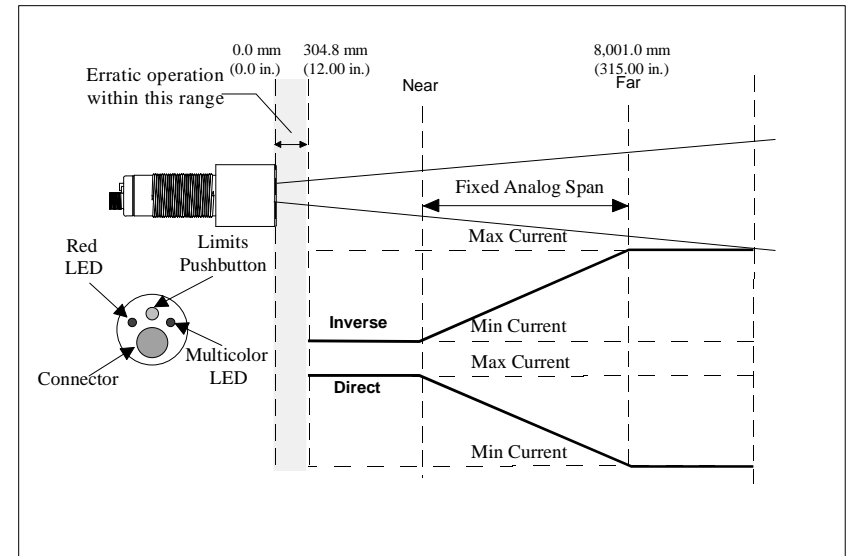 0.0 mm
(0.0 in.)
304.8 mm
(12.00 in.)
8,001.0 mm
(315.00 in.)
Erratic operation
within this range
Near
Far
Fixed Analog Span
Max Current
Red
LED
Limits
Pushbutton
Inverse
Min Current
Max Current
Multicolor
LED
Connector
Direct
Min Current